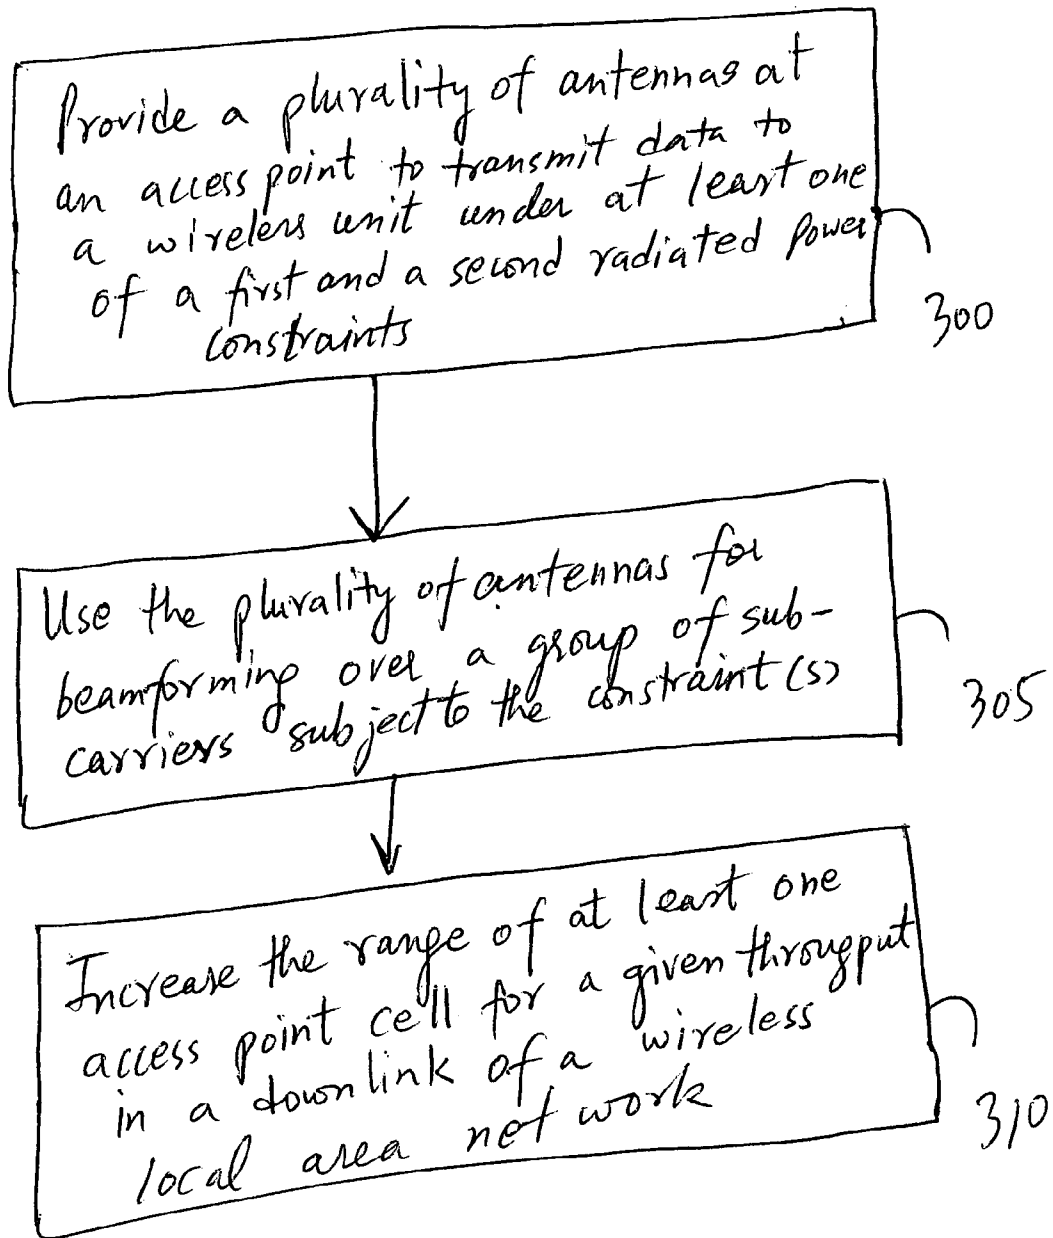 Provide a plurality of antennas at
an access point to transmit data to
a wireless unit under at least one
of a first and a second radiated power
constraints
300
Use the plurality of antennas for
beamforming over a group of sub-
carriers subject to the constraint(s)
305
Increase the range of at least one
access point cell for a given througput
in a downlink of a wireless
local area network
310